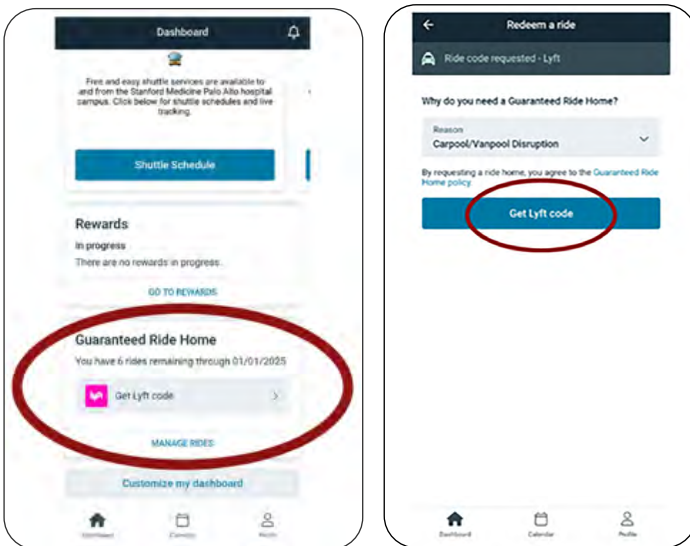 Dashboard
Free and easy shuttle services are available to
and from the Stanford Medicine Palo Alto hospital
campus. Click below for shuttle schedules and live
tracking.
Shuttle Schedule
Rewards
In progress
There are no rewards in progress.
GO TO REWARDS
Guaranteed Ride Home
You have 6 rides remaining through 01/01/2025
lyft
Get Lyft code
MANAGE RIDES
Customize my dashboard
Dashboard
Calendar
Profile
Redeem a ride
Ride code requested - Lyft
Why do you need a Guaranteed Ride Home?
Reason
Carpool/Vanpool Disruption
By requesting a ride home, you agree to the Guaranteed Ride
Home policy
Get Lyft code
Dashboard
Calendar
Profile